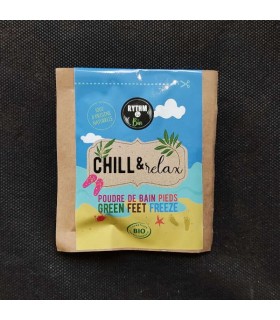 RYTHM
Bio
CHILL & relax
POUDRE DE BAIN PIEDS
GREEN FEET FREEZE
BIO